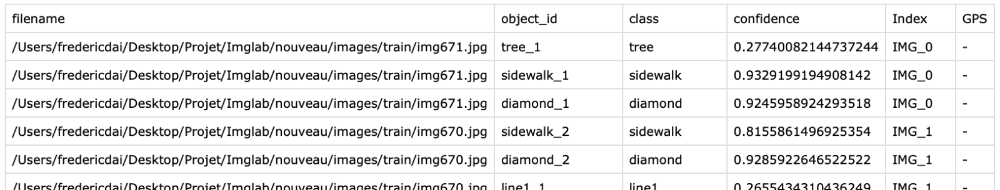 filename object_id class confidence Index GPS
/Users/fredericdai/Desktop/Projet/Imglab/nouveau/images/train/img671.jpg tree_1 tree 0.27740082144737244 IMG_0 -
/Users/fredericdai/Desktop/Projet/Imglab/nouveau/images/train/img671.jpg sidewalk_1 sidewalk 0.9329199194908142 IMG_0 -
/Users/fredericdai/Desktop/Projet/Imglab/nouveau/images/train/img671.jpg diamond_1 diamond 0.9245958924293518 IMG_0 -
/Users/fredericdai/Desktop/Projet/Imglab/nouveau/images/train/img670.jpg sidewalk_2 sidewalk 0.8155861496925354 IMG_1 -
/Users/fredericdai/Desktop/Projet/Imglab/nouveau/images/train/img670.jpg diamond_2 diamond 0.9285922646522522 IMG_1 -
/Users/fredericdai/Desktop/Projet/Imglab/nouveau/images/train/img670.jpg line1_1 line1 0.2655434310436249 IMG_1 -